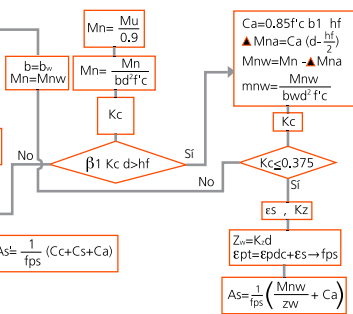 b=bw
Mn=Mnw
No
As'= 1/fps (Cc+Cs+Ca)
Mn= Mu/0.9
Mn= Mn/bd² f'c
Kc
β1 Kc d>hf
Sí
No
Ca=0.85f'c b1 hf
▲Mna=Ca (d-hf/2)
Mnw=Mn -▲Mna
mnw= Mnw/bwd² f'c
Kc
Kc≤0.375
Sí
εs , Kz
Zw=Kzd
εpt=εpdc+εs→fps
As= 1/fps (Mnw/zw + Ca)